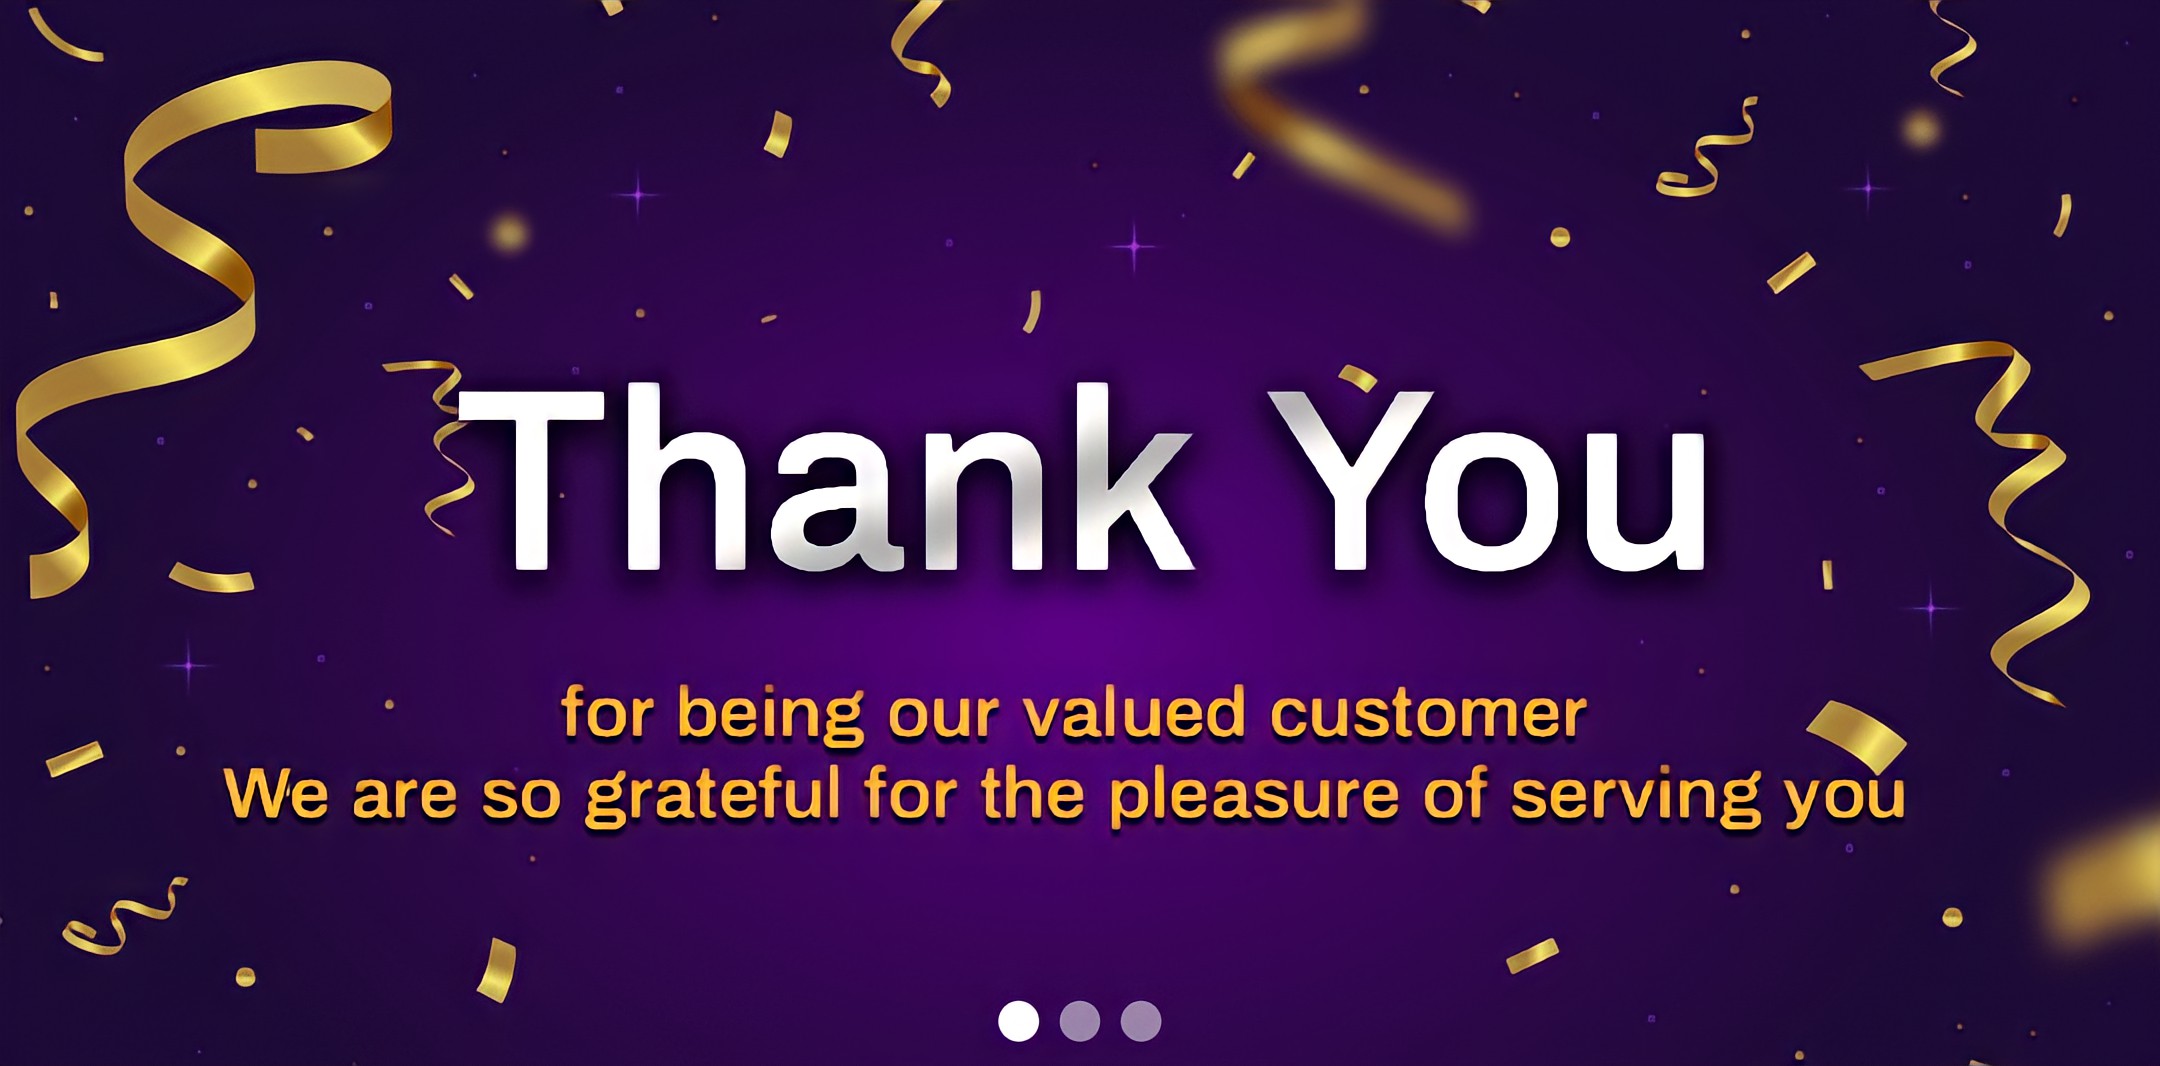 Thank You
for being our valued customer
We are so grateful for the pleasure of serving you